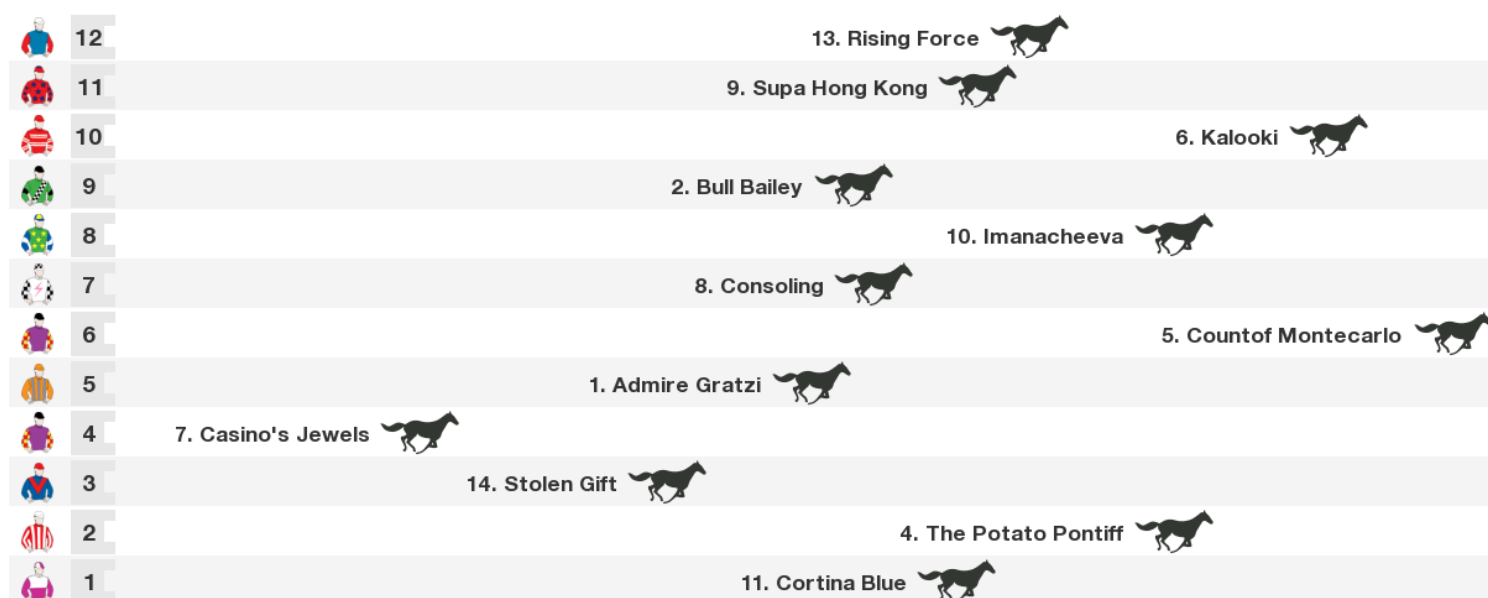 12 13. Rising Force
11 9. Supa Hong Kong
10 6. Kalooki
9 2. Bull Bailey
8 10. Imanacheeva
7 8. Consoling
6 5. Countof Montecarlo
5 1. Admire Gratzi
4 7. Casino's Jewels
3 14. Stolen Gift
2 4. The Potato Pontiff
1 11. Cortina Blue